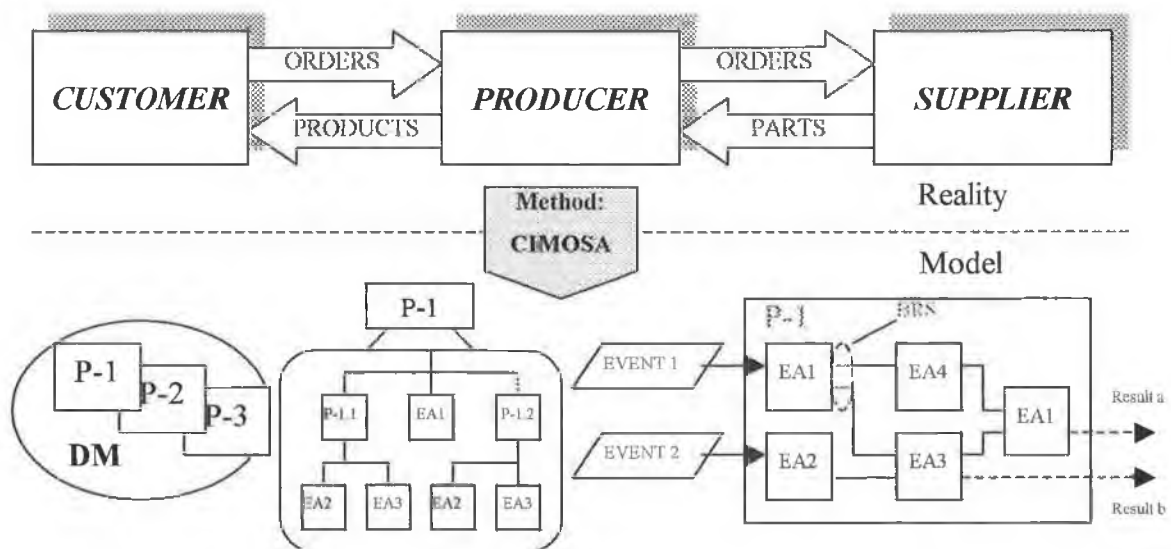 ORDERS
ORDERS
CUSTOMER
PRODUCER
SUPPLIER
PRODUCTS
PARTS
Reality
Method:
CIMOSA
Model
P-1
P-1
P-2
P-3
DM
P-1.1
EA1
P-1.2
EA2
EA3
EA2
EA3
EVENT 1
EVENT 2
P-1
BRS
EA1
EA4
EA1
EA2
EA3
Result a
Result b